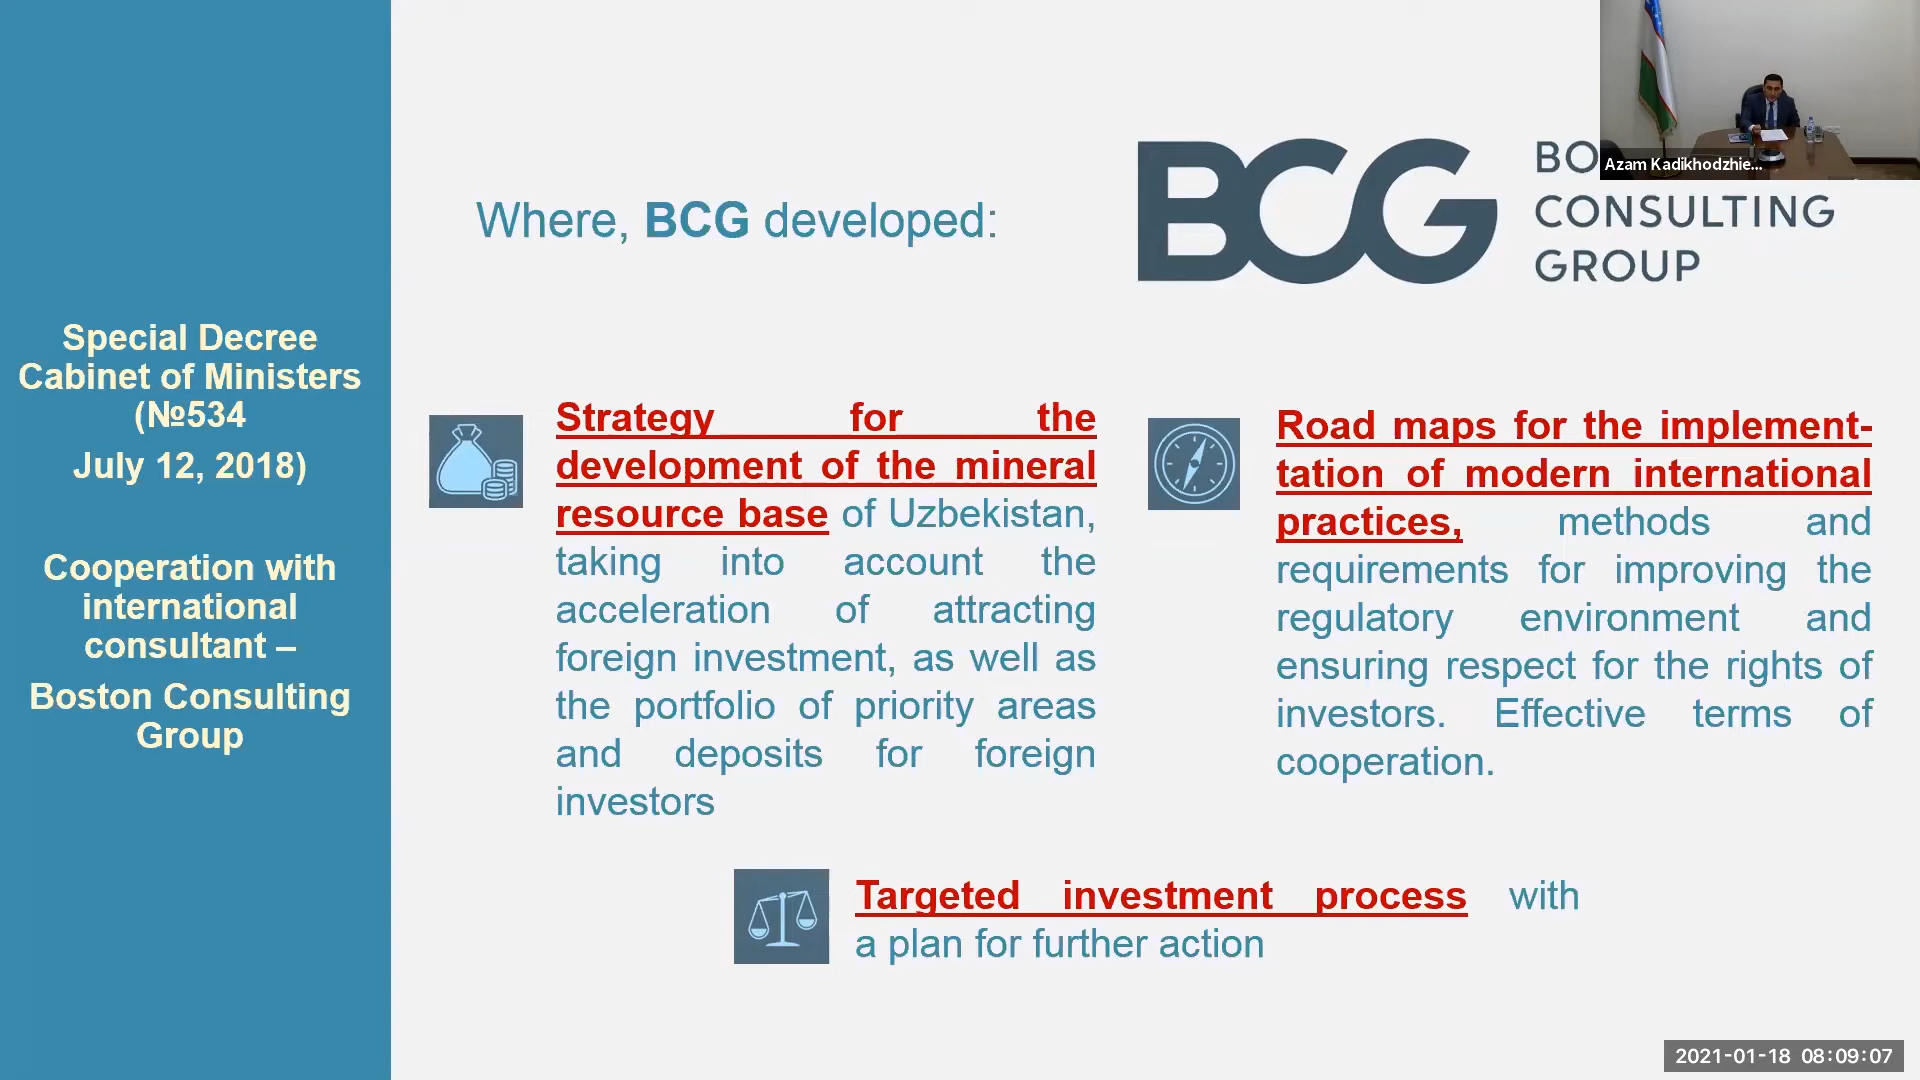 Special Decree
Cabinet of Ministers
(№534
July 12, 2018)
Cooperation with
international
consultant –
Boston Consulting
Group
Where, BCG developed:
BCG
BO
CONSULTING
GROUP
Azam Kadikhodzhie...
Strategy for the
development of the mineral
resource base of Uzbekistan,
taking into account the
acceleration of attracting
foreign investment, as well as
the portfolio of priority areas
and deposits for foreign
investors
Road maps for the implement-
tation of modern international
practices, methods and
requirements for improving the
regulatory environment and
ensuring respect for the rights of
investors. Effective terms of
cooperation.
Targeted investment process with
a plan for further action
2021-01-18 08:09:07